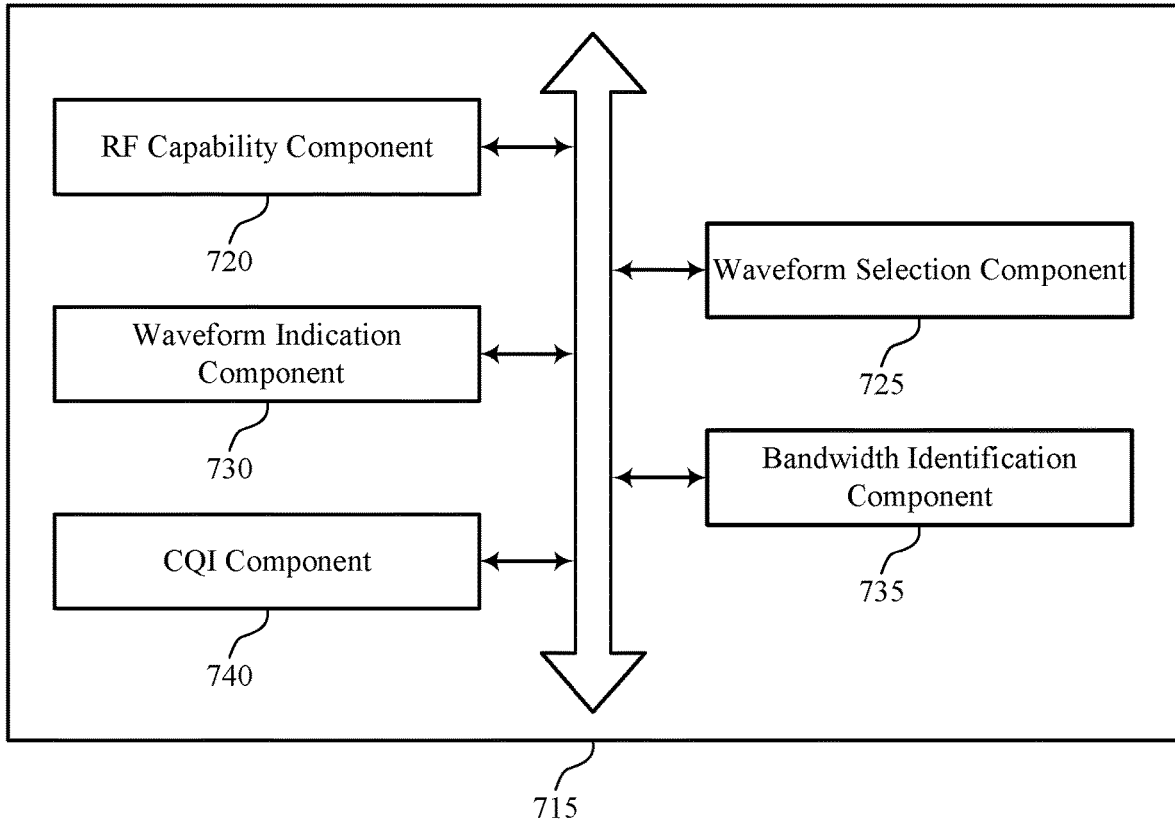 RF Capability Component
720
Waveform Selection Component
725
Waveform Indication
Component
730
Bandwidth Identification
Component
735
CQI Component
740
715